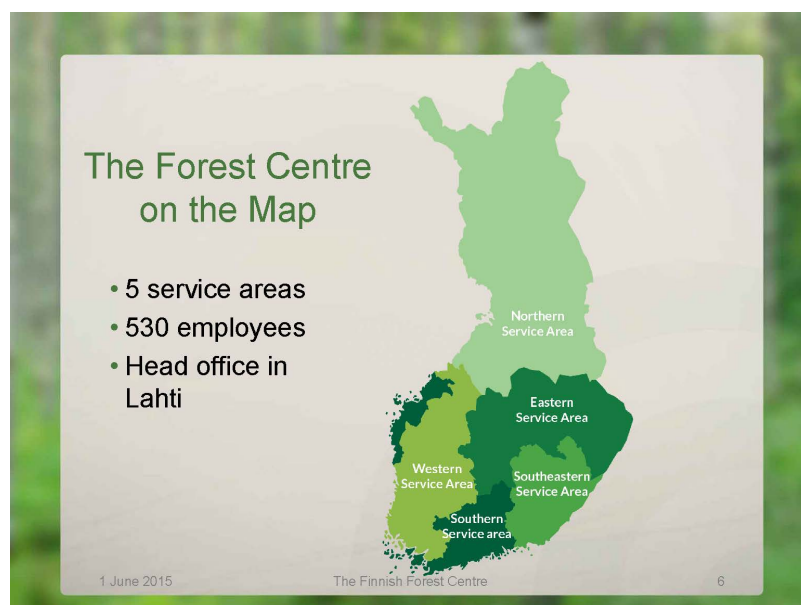 The Forest Centre
on the Map
• 5 service areas
• 530 employees
• Head office in
Lahti
Northern
Service Area
Eastern
Service Area
Western
Service Area
Southeastern
Service Area
Southern
Service area
1 June 2015
The Finnish Forest Centre
6